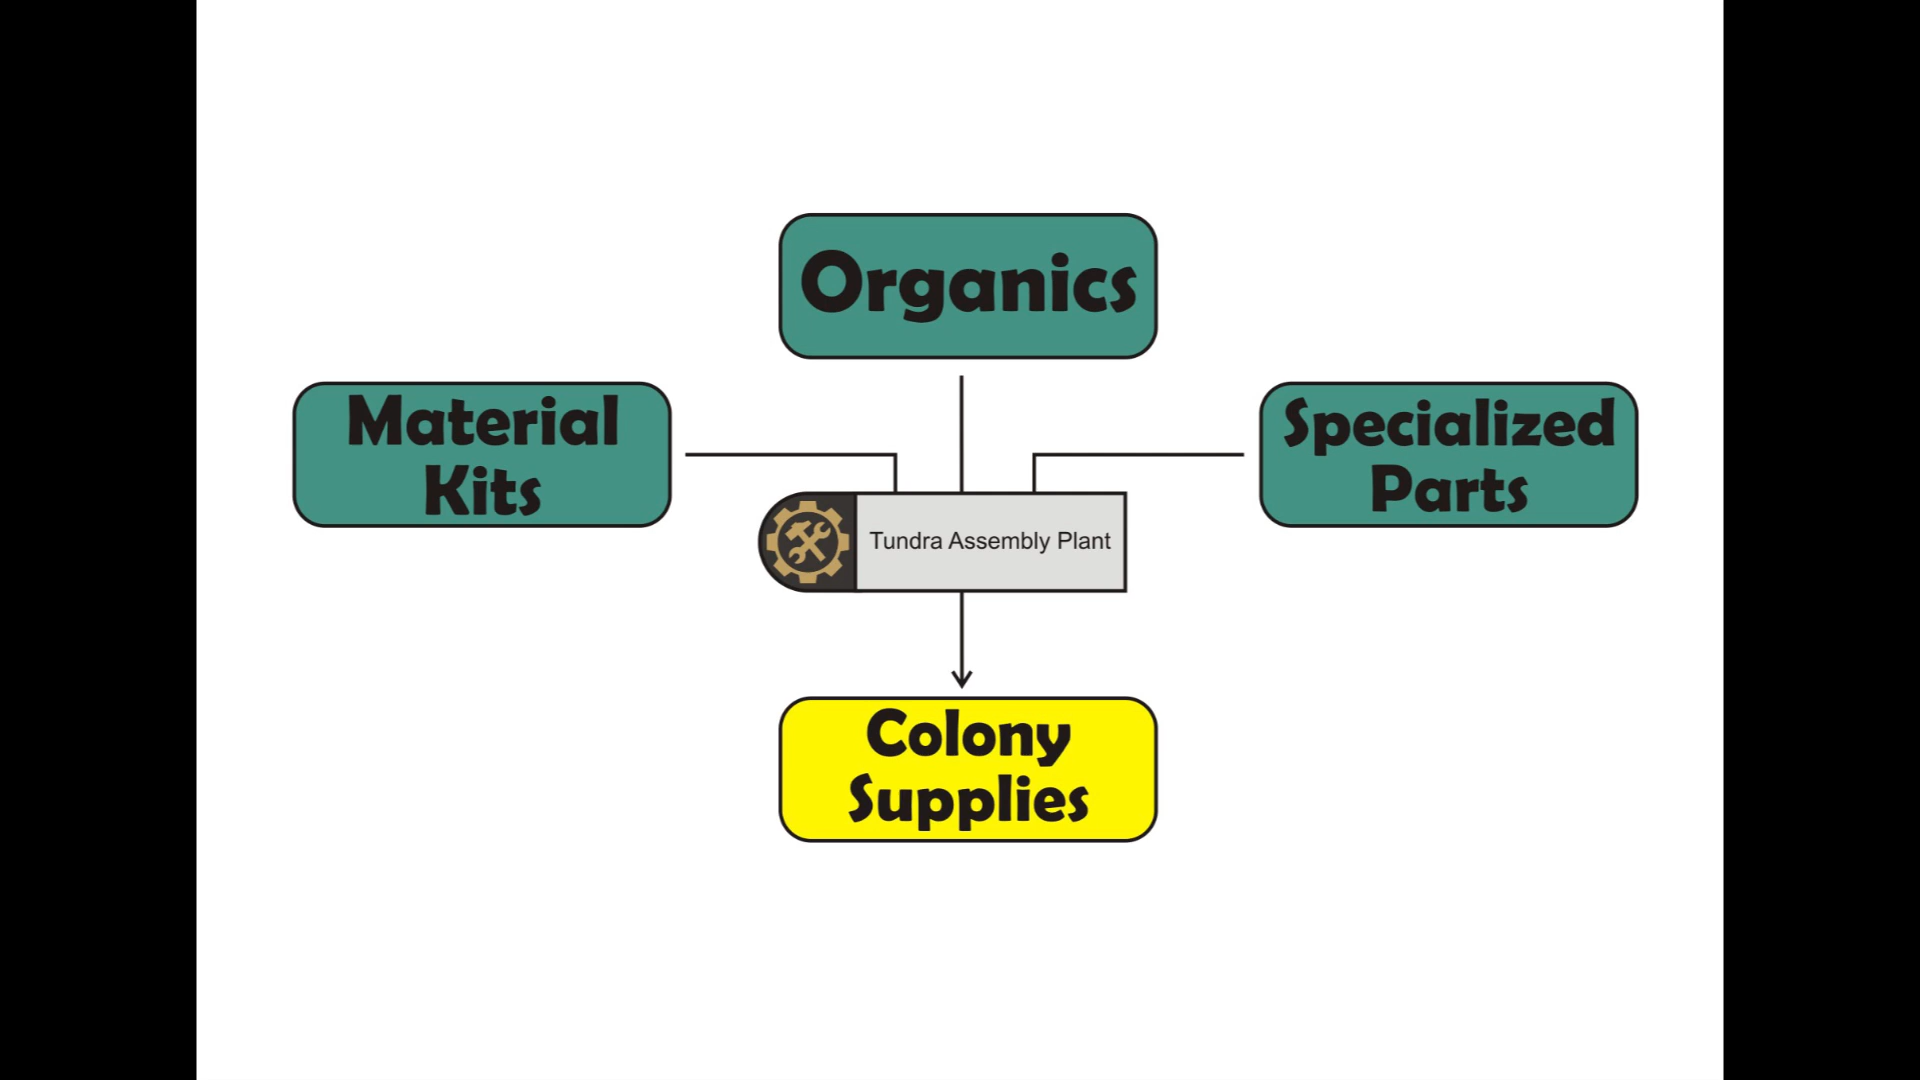 Organics
Material
Kits
Specialized
Parts
Tundra Assembly Plant
Colony
Supplies